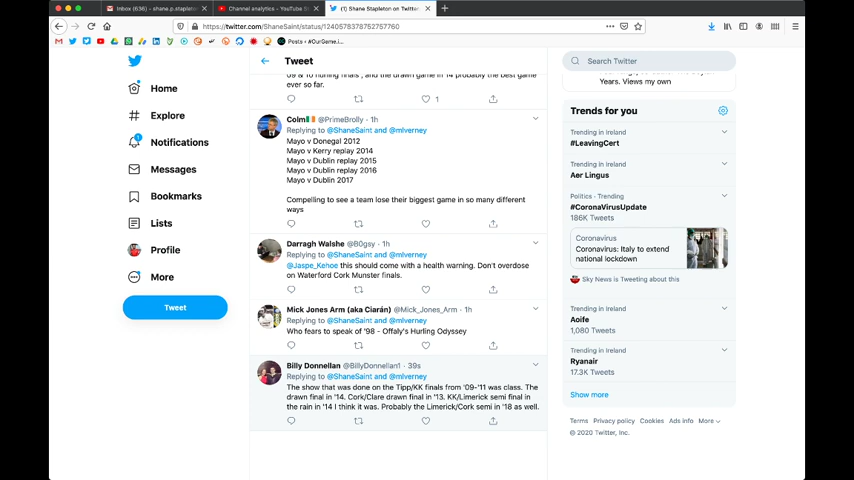 Inbox (636) - shane.p.stapleton
Channel analytics - YouTube St
(1) Shane Stapleton on Twitter
https://twitter.com/ShaneSaint/status/1240578378752757760
Posts ‹ #OurGame.i...
Home
Explore
1
Notifications
Messages
Bookmarks
Lists
Profile
More
Tweet
Tweet
09 & 10 hurling finals , and the drawn game in '14 probably the best game
ever so far.
1
Colm @PrimeBrolly · 1h
Replying to @ShaneSaint and @mlverney
Mayo v Donegal 2012
Mayo v Kerry replay 2014
Mayo v Dublin replay 2015
Mayo v Dublin replay 2016
Mayo v Dublin 2017
Compelling to see a team lose their biggest game in so many different
ways
Darragh Walshe @B0gsy · 1h
Replying to @ShaneSaint and @mlverney
@Jaspe_Kehoe this should come with a health warning. Don't overdose
on Waterford Cork Munster finals.
Mick Jones Arm (aka Ciarán) @Mick_Jones_Arm · 1h
Replying to @ShaneSaint and @mlverney
Who fears to speak of '98 - Offaly's Hurling Odyssey
Billy Donnellan @BillyDonnellan1 · 39s
Replying to @ShaneSaint and @mlverney
The show that was done on the Tipp/KK finals from '09-'11 was class. The
drawn final in '14. Cork/Clare drawn final in '13. KK/Limerick semi final in
the rain in '14 I think it was. Probably the Limerick/Cork semi in '18 as well.
Search Twitter
Years. Views my own
Trends for you
Trending in Ireland
#LeavingCert
Trending in Ireland
Aer Lingus
Politics · Trending
#CoronaVirusUpdate
186K Tweets
Coronavirus
Coronavirus: Italy to extend
national lockdown
Sky News is Tweeting about this
Trending in Ireland
Aoife
1,080 Tweets
Trending in Ireland
Ryanair
17.3K Tweets
Show more
Terms Privacy policy Cookies Ads info More
© 2020 Twitter, Inc.